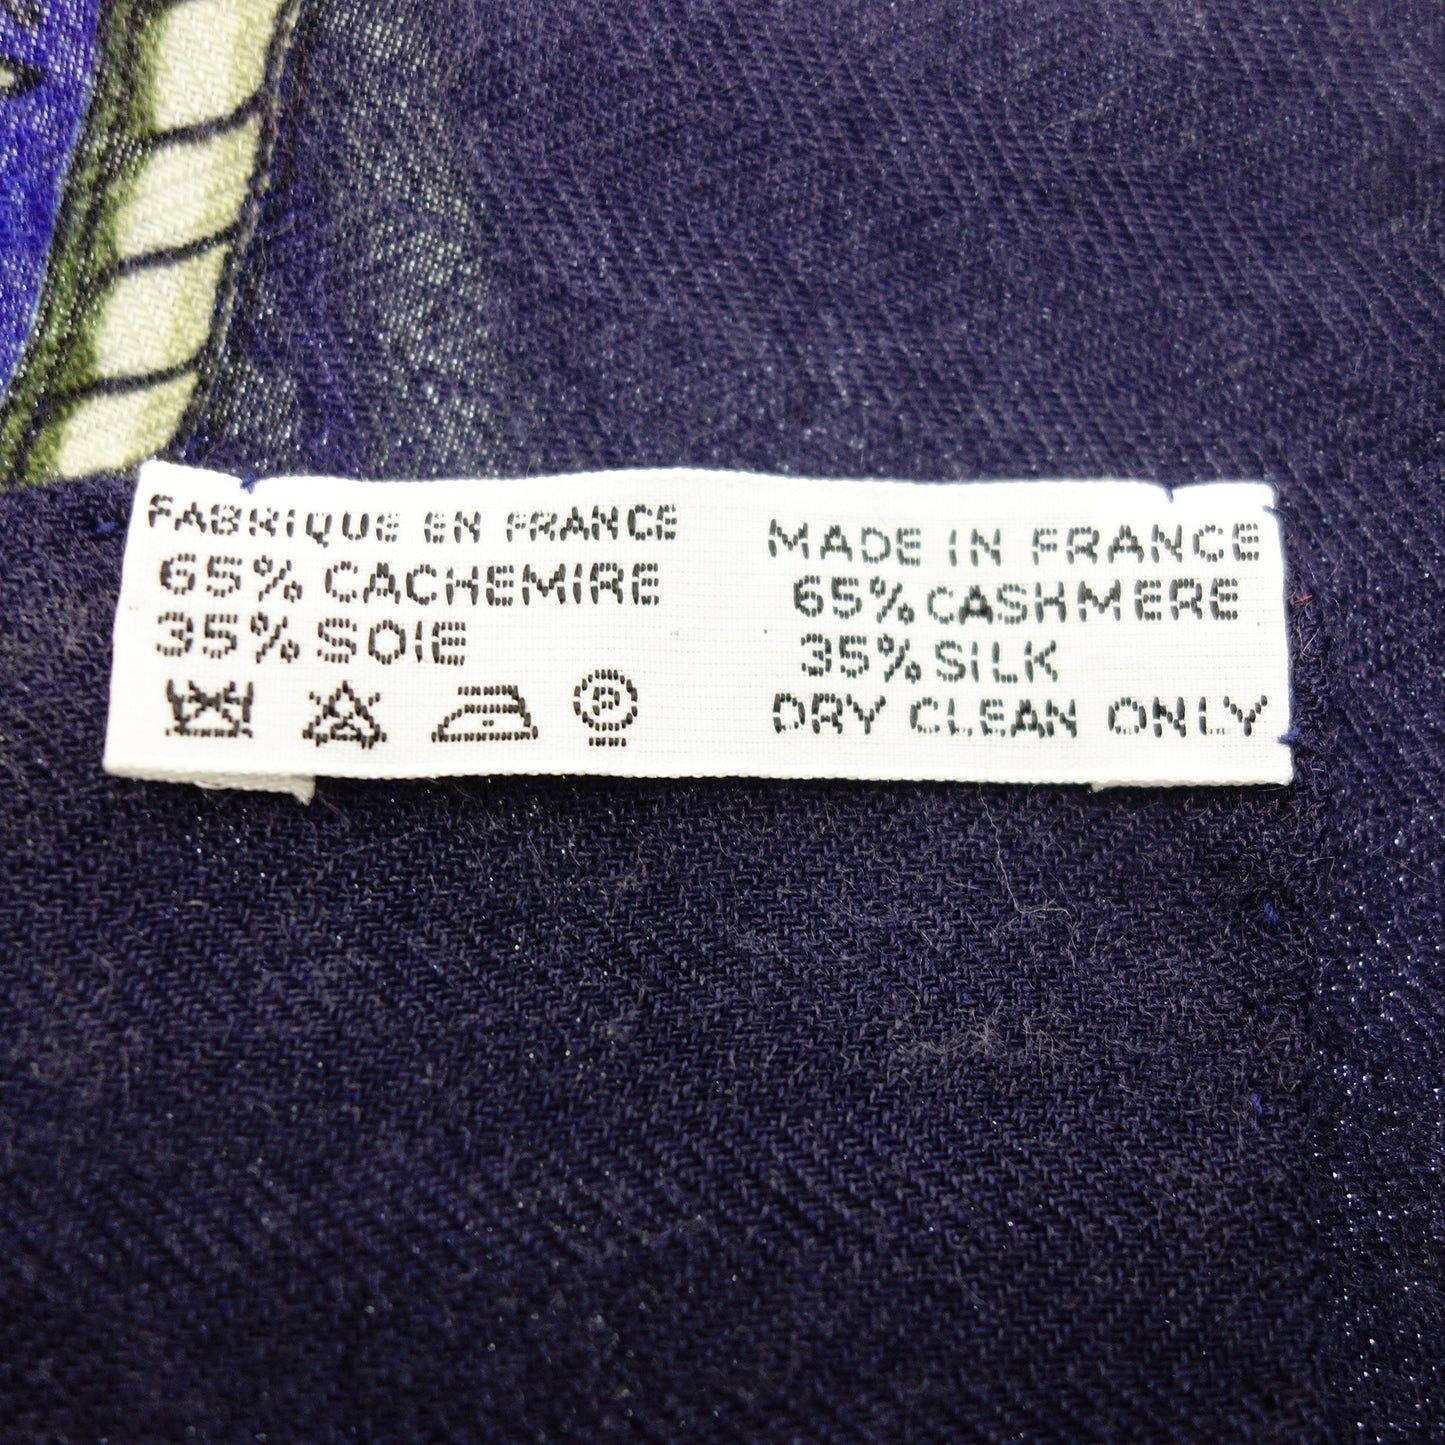 FABRIQUE EN FRANCE
65% CACHEMIRE
35% SOIE
MADE IN FRANCE
65% CASHMERE
35% SILK
DRY CLEAN ONLY